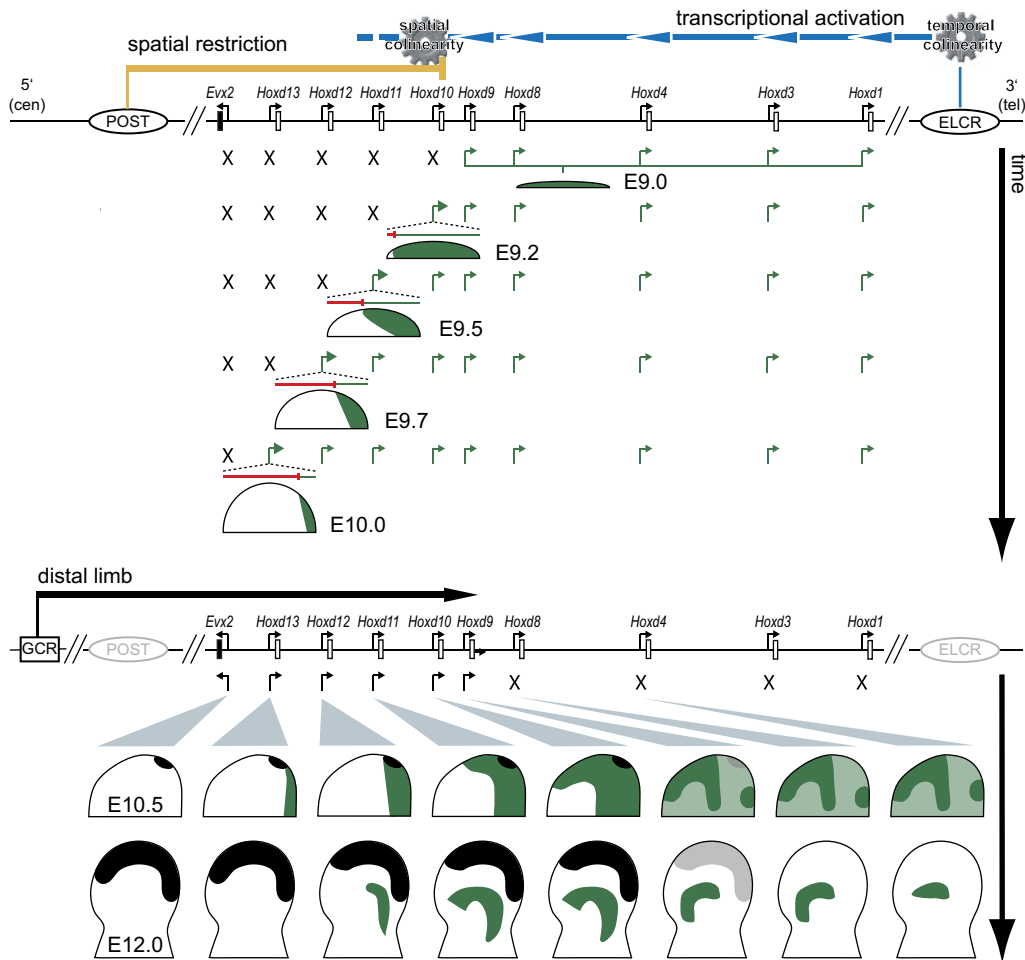 transcriptional activation
spatial restriction
spatial
colinearity
temporal
colinearity
5‘
(cen)
3‘
(tel)
Evx2 Hoxd13 Hoxd12 Hoxd11 Hoxd10 Hoxd9 Hoxd8 Hoxd4 Hoxd3 Hoxd1
POST
ELCR
X X X X X
E9.0
time
X X X X
E9.2
X X X
E9.5
X X
E9.7
X
E10.0
distal limb
Evx2 Hoxd13 Hoxd12 Hoxd11 Hoxd10 Hoxd9 Hoxd8 Hoxd4 Hoxd3 Hoxd1
GCR
POST
ELCR
X X X X
E10.5
E12.0